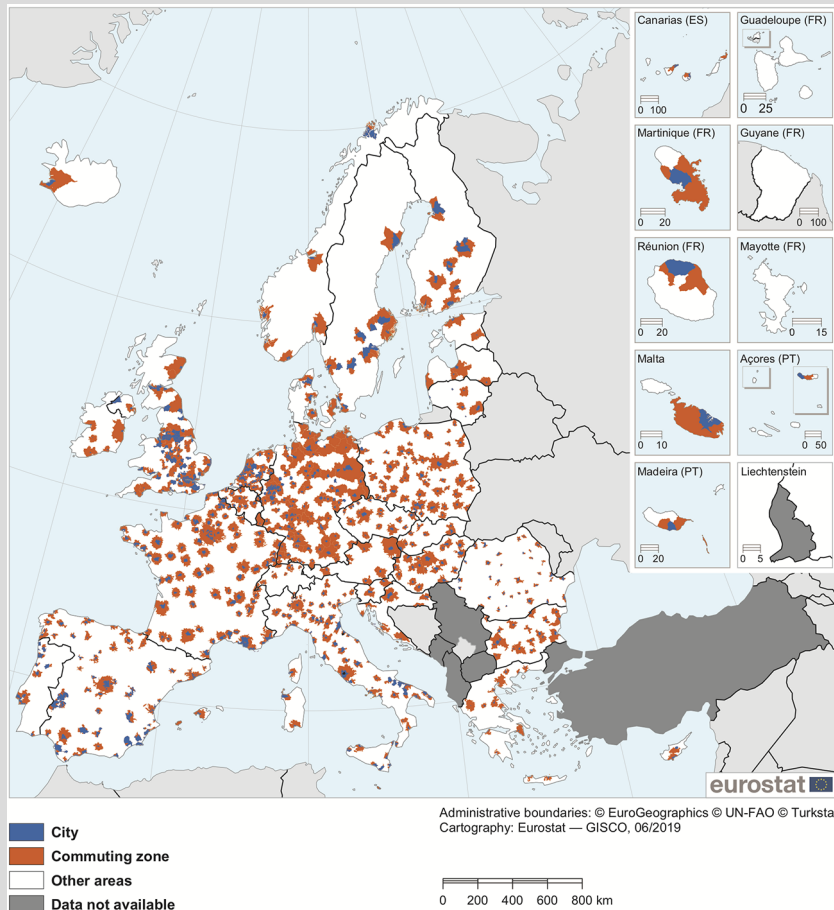 Canarias (ES)
0 100
Guadeloupe (FR)
0 25
Martinique (FR)
0 20
Guyane (FR)
0 100
Réunion (FR)
0 20
Mayotte (FR)
0 15
Malta
0 10
Açores (PT)
0 50
Madeira (PT)
0 20
Liechtenstein
0 5
eurostat
Administrative boundaries: © EuroGeographics © UN-FAO © Turksta
Cartography: Eurostat — GISCO, 06/2019
City
Commuting zone
Other areas
Data not available
0 200 400 600 800 km